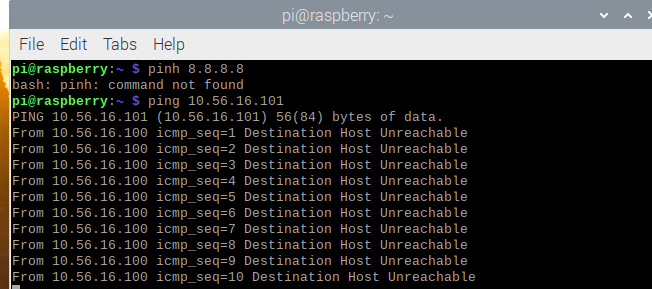 pi@raspberry: ~
File Edit Tabs Help
pi@raspberry:~ $ pinh 8.8.8.8
bash: pinh: command not found
pi@raspberry:~ $ ping 10.56.16.101
PING 10.56.16.101 (10.56.16.101) 56(84) bytes of data.
From 10.56.16.100 icmp_seq=1 Destination Host Unreachable
From 10.56.16.100 icmp_seq=2 Destination Host Unreachable
From 10.56.16.100 icmp_seq=3 Destination Host Unreachable
From 10.56.16.100 icmp_seq=4 Destination Host Unreachable
From 10.56.16.100 icmp_seq=5 Destination Host Unreachable
From 10.56.16.100 icmp_seq=6 Destination Host Unreachable
From 10.56.16.100 icmp_seq=7 Destination Host Unreachable
From 10.56.16.100 icmp_seq=8 Destination Host Unreachable
From 10.56.16.100 icmp_seq=9 Destination Host Unreachable
From 10.56.16.100 icmp_seq=10 Destination Host Unreachable